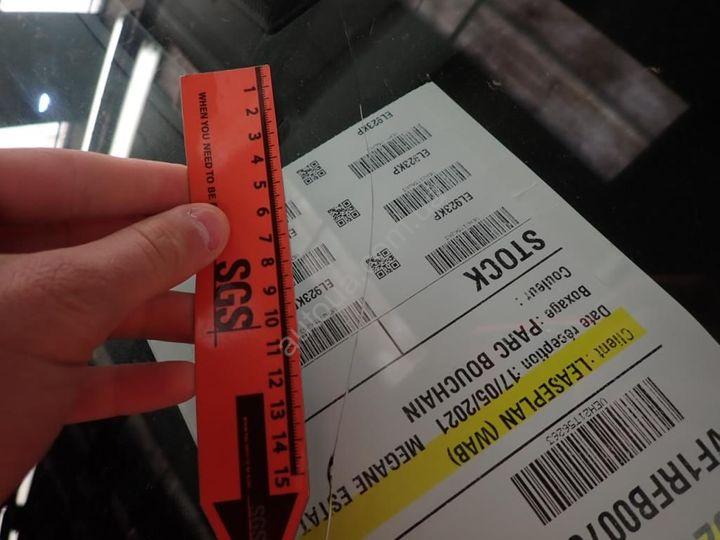 1 2 3 4 5 6 7 8 9 10 11 12 13 14 15
WHEN YOU NEED TO BE
SGS
SGS
EL923KP
EL923KP
EL923KP
EL923KP
STOCK
Couleur :
Boxage : PARC BOUCHAIN
Date réception : 17/05/2021
Client : LEASEPLAN (WAB)
MEGANE ESTAT
VEH21T56263
VF1RFB007